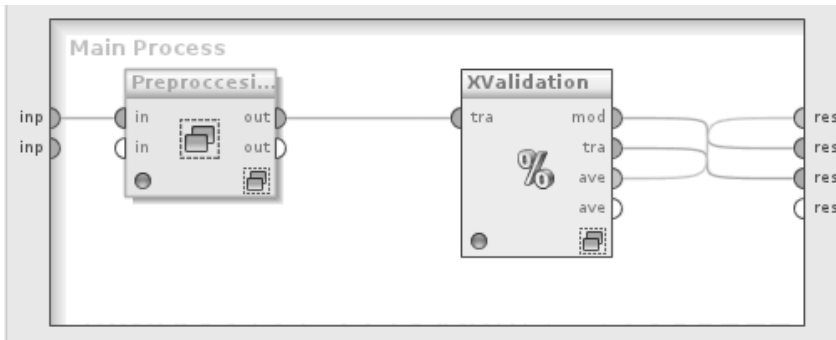 Main Process
Preproccesi...
XValidation
inp
in
out
tra
mod
res
inp
in
out
tra
res
ave
res
ave
res
%